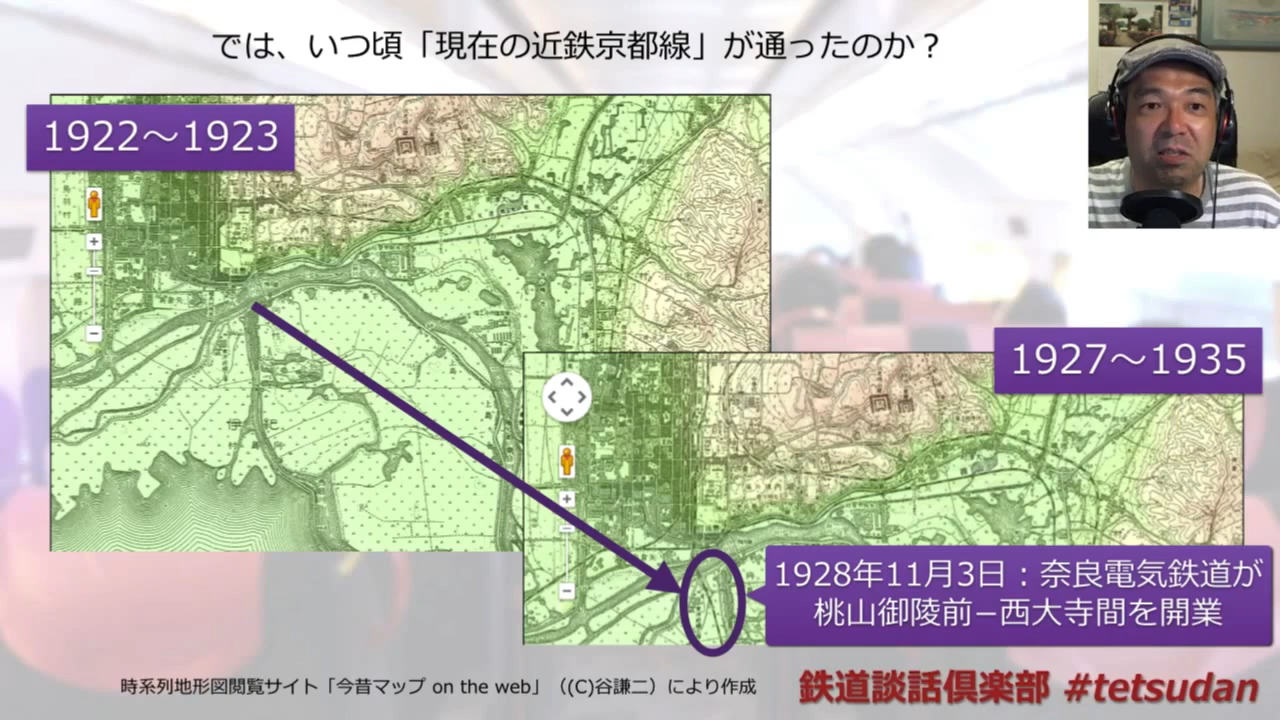 では、いつ頃「現在の近鉄京都線」が通ったのか？
1922～1923
1927～1935
1928年11月3日：奈良電気鉄道が
桃山御陵前−西大寺間を開業
時系列地形図閲覧サイト「今昔マップ on the web」（(C)谷謙二）により作成
鉄道談話倶楽部 #tetsudan